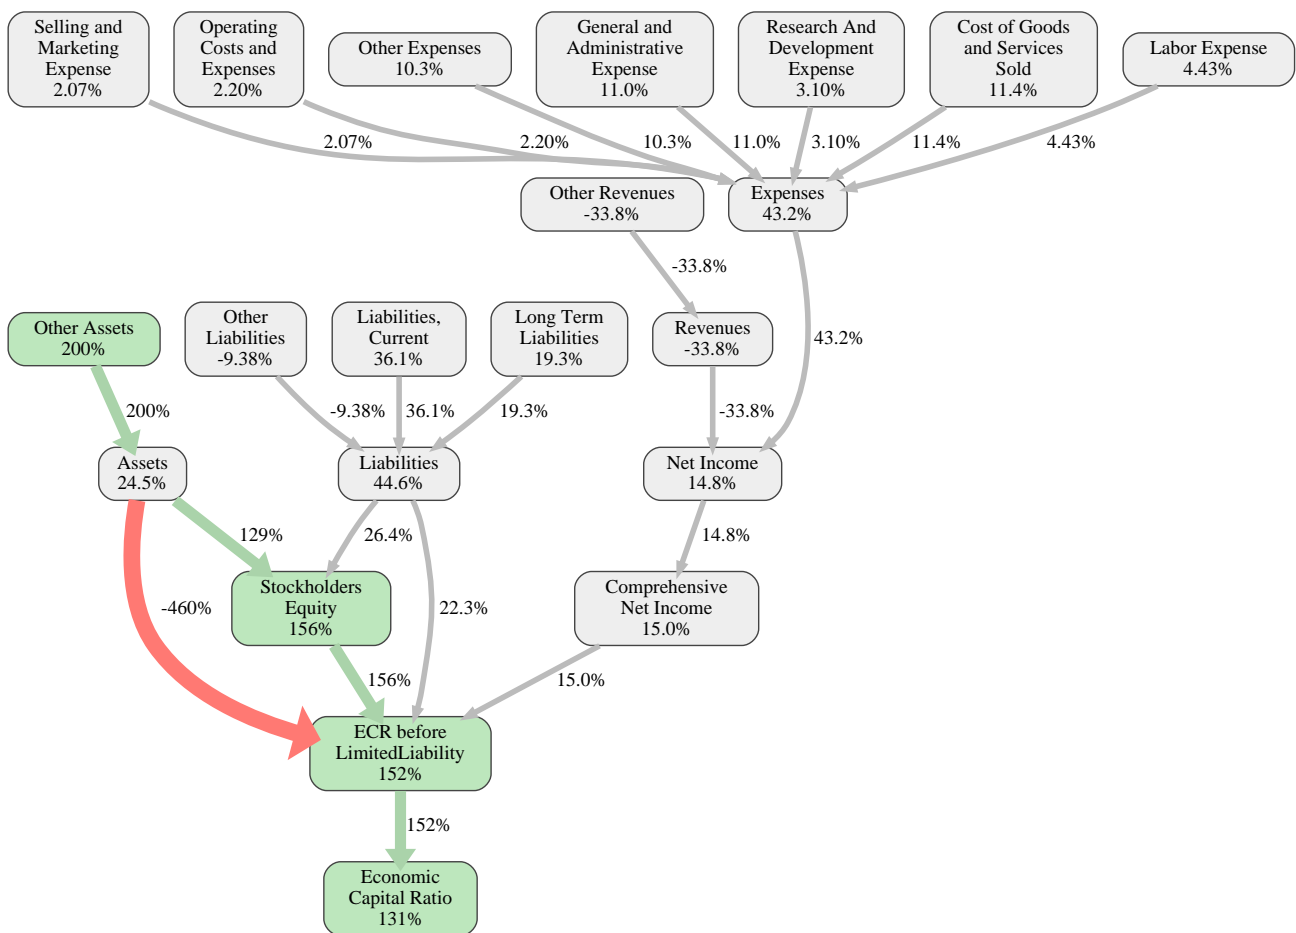 Selling and
Marketing
Expense
2.07%
Operating
Costs and
Expenses
2.20%
Other Expenses
10.3%
General and
Administrative
Expense
11.0%
Research And
Development
Expense
3.10%
Cost of Goods
and Services
Sold
11.4%
Labor Expense
4.43%
2.07%
2.20%
10.3%
11.0%
3.10%
11.4%
4.43%
Other Revenues
-33.8%
Expenses
43.2%
-33.8%
43.2%
Other Assets
200%
Other
Liabilities
-9.38%
Liabilities,
Current
36.1%
Long Term
Liabilities
19.3%
Revenues
-33.8%
200%
-9.38%
36.1%
19.3%
-33.8%
Assets
24.5%
Liabilities
44.6%
Net Income
14.8%
129%
26.4%
14.8%
-460%
Stockholders
Equity
156%
22.3%
Comprehensive
Net Income
15.0%
156%
15.0%
ECR before
LimitedLiability
152%
152%
Economic
Capital Ratio
131%